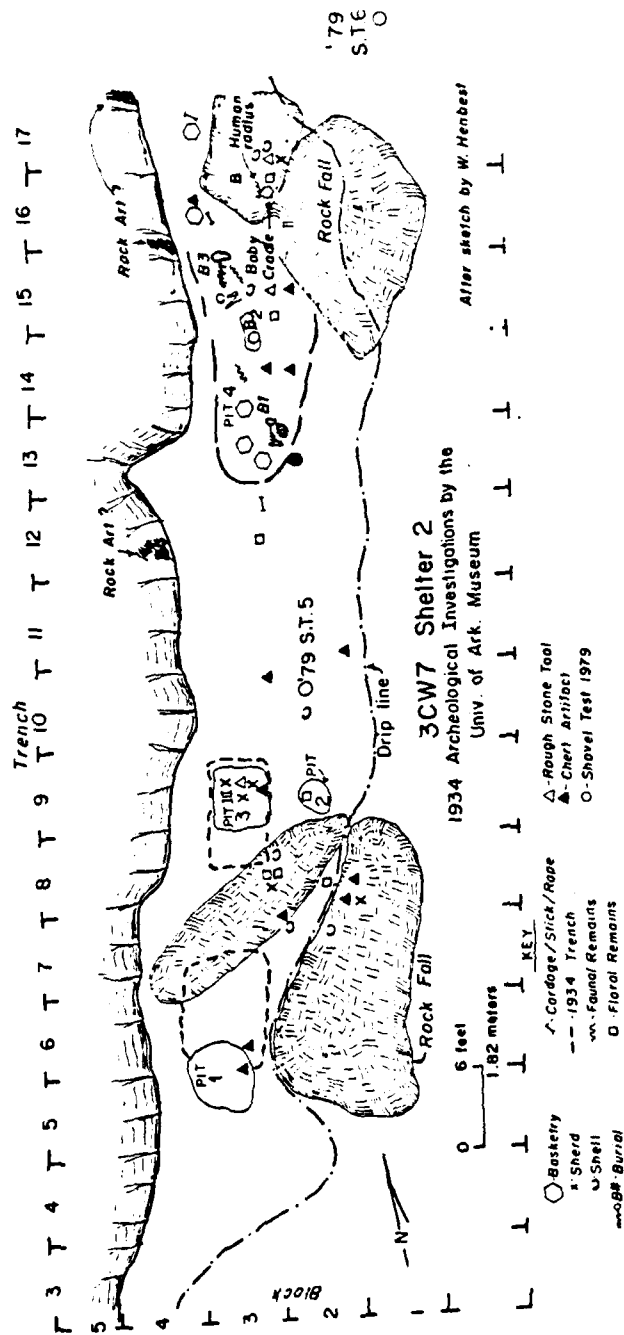 Trench
3 4 5 6 7 8 9 10 11 12 13 14 15 16 17
Block
5
4
3
2
1
Rock Art?
Rock Art?
PIT 1
PIT III
3
PIT 2
PIT 4
B1
B2
B3
B
Baby Cradle
Human radius
'79 S.T. 5
'79
S.T.6
Rock Fall
Rock Fall
Drip line
3CW7 Shelter 2
1934 Archeological Investigations by the
Univ. of Ark. Museum
After sketch by W. Henbest
N
0 6 feet
1.82 meters
KEY
Basketry
Sherd
Shell
B# Burial
Cordage/Stick/Rope
1934 Trench
Faunal Remains
Floral Remains
Rough Stone Tool
Chert Artifact
Shovel Test 1979